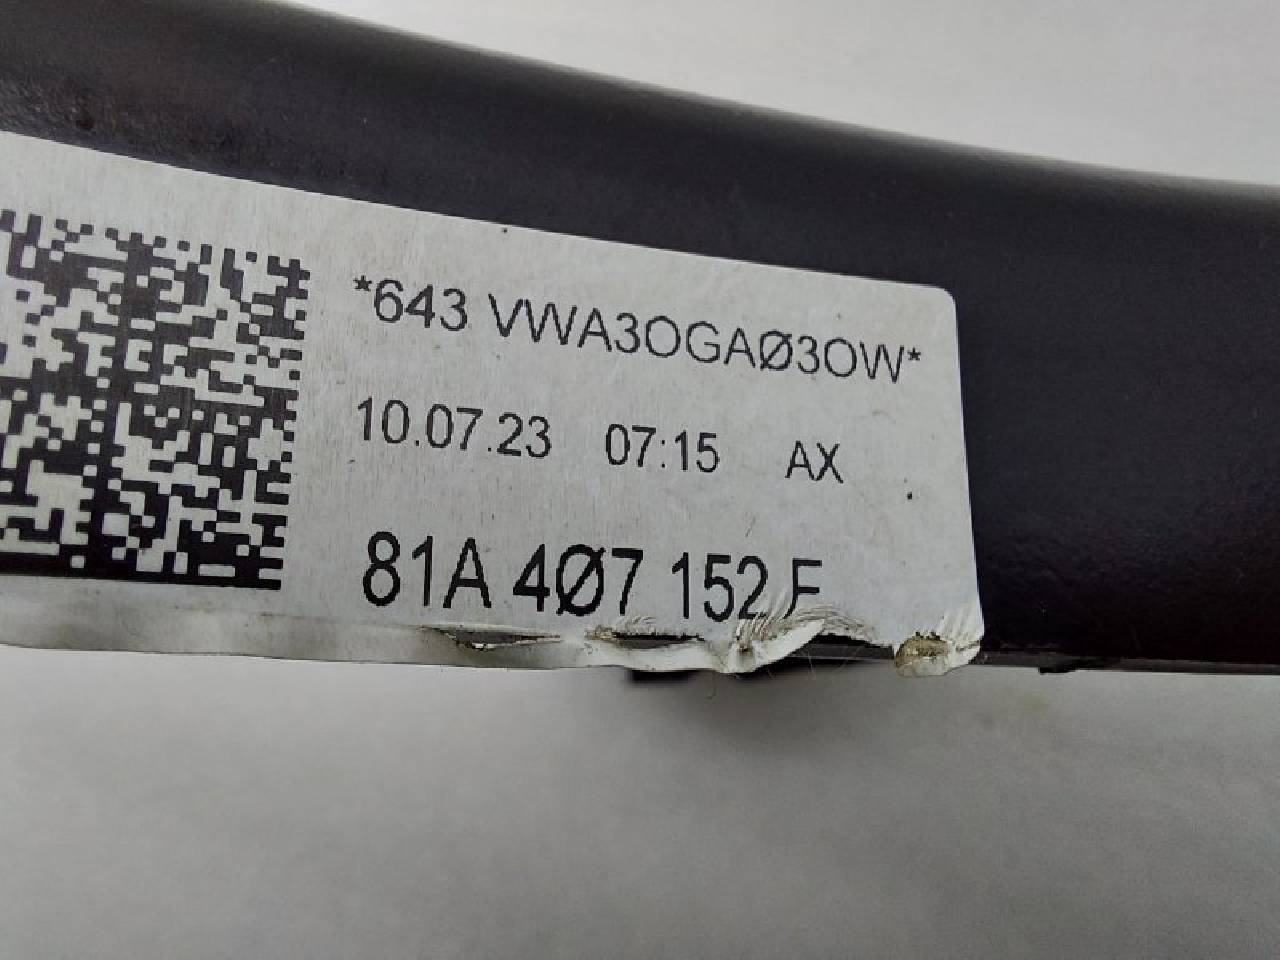 *643 VWA3OGAØ3OW*
10.07.23 07:15 AX
81A 4Ø7 152